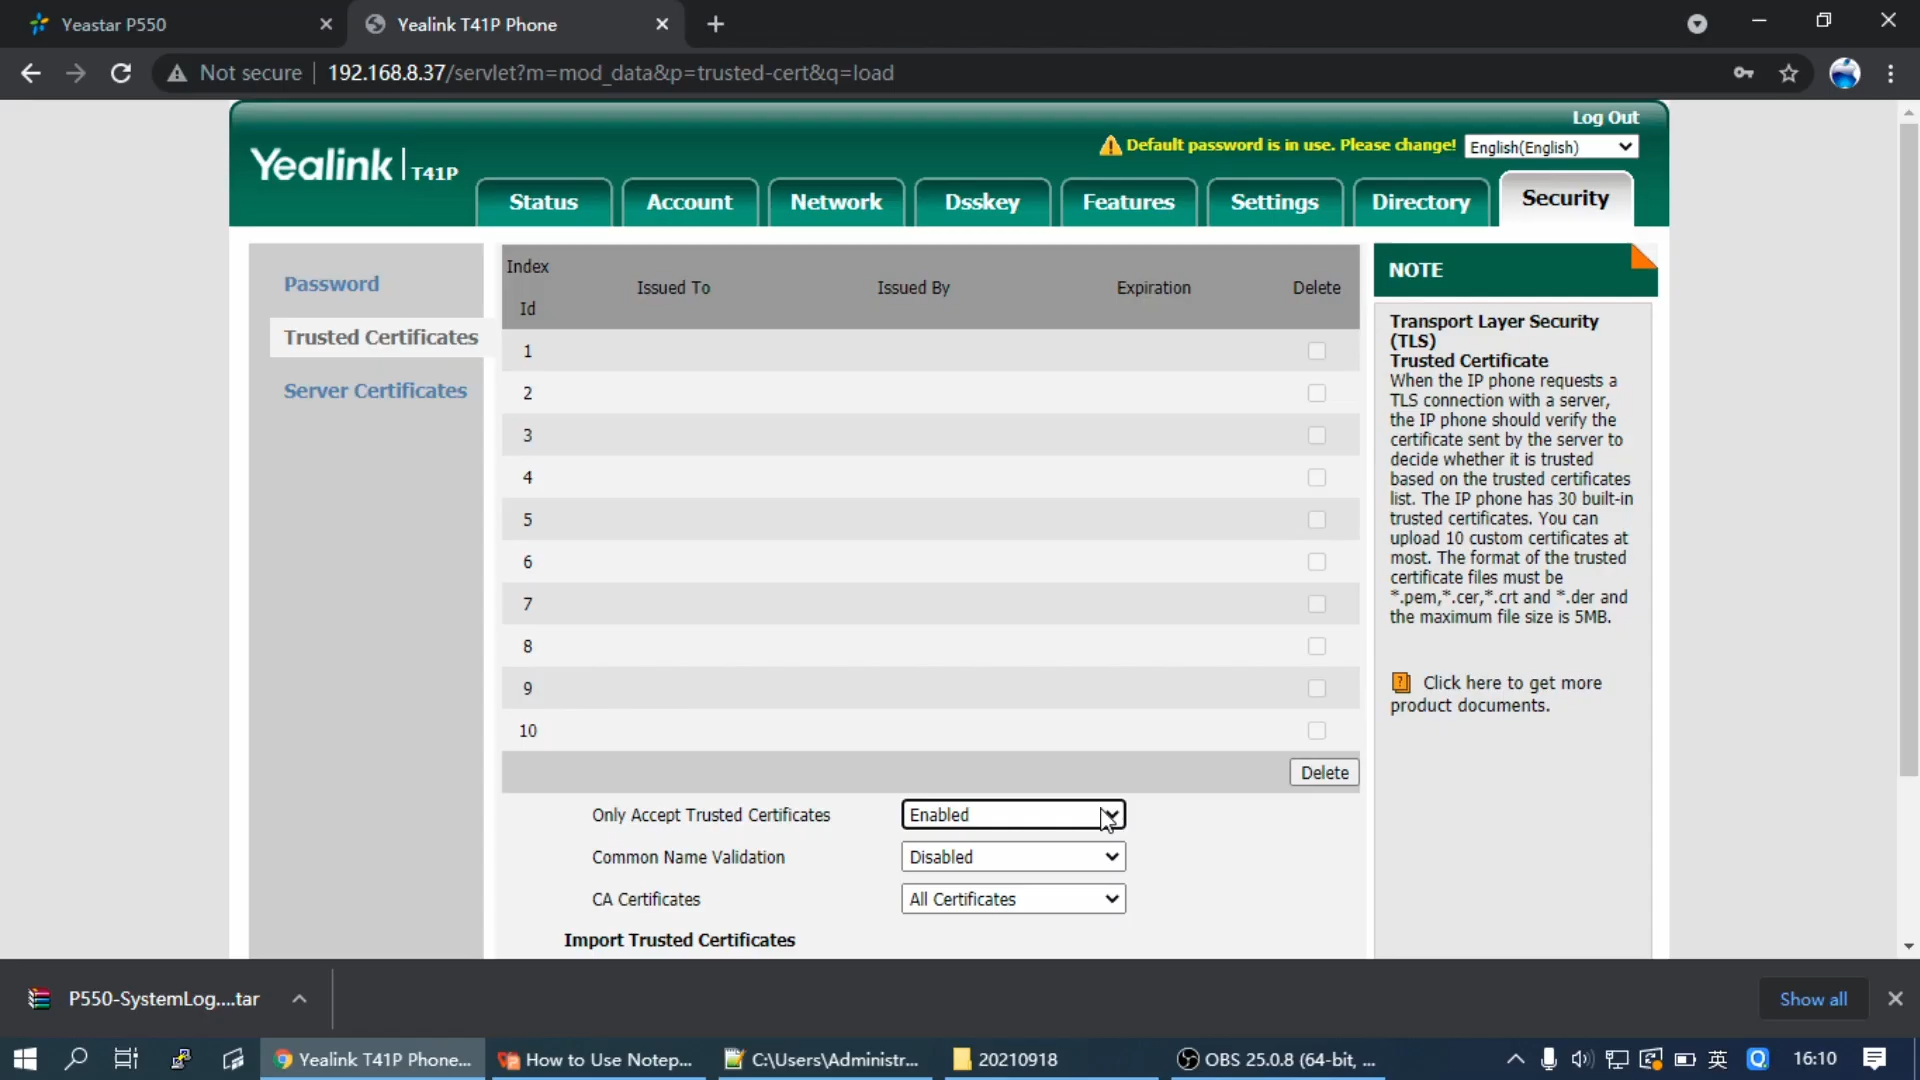 Yeastar P550
Yealink T41P Phone
Not secure
192.168.8.37/servlet?m=mod_data&p=trusted-cert&q=load
Log Out
Default password is in use. Please change!
English(English)
Yealink T41P
Status
Account
Network
Dsskey
Features
Settings
Directory
Security
Password
Trusted Certificates
Server Certificates
Index
Id
Issued To
Issued By
Expiration
Delete
1
2
3
4
5
6
7
8
9
10
Delete
Only Accept Trusted Certificates
Enabled
Common Name Validation
Disabled
CA Certificates
All Certificates
Import Trusted Certificates
NOTE
Transport Layer Security
(TLS)
Trusted Certificate
When the IP phone requests a
TLS connection with a server,
the IP phone should verify the
certificate sent by the server to
decide whether it is trusted
based on the trusted certificates
list. The IP phone has 30 built-in
trusted certificates. You can
upload 10 custom certificates at
most. The format of the trusted
certificate files must be
*.pem,*.cer,*.crt and *.der and
the maximum file size is 5MB.
Click here to get more
product documents.
P550-SystemLog....tar
Show all
Yealink T41P Phone...
How to Use Notep...
C:\Users\Administr...
20210918
OBS 25.0.8 (64-bit, ...
英
16:10